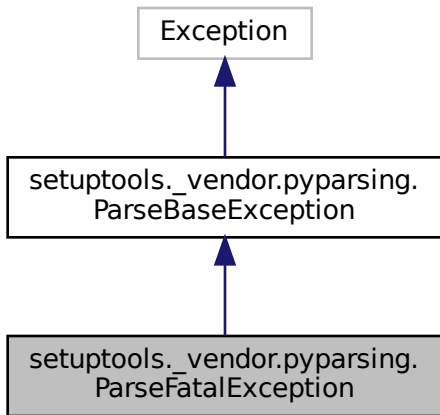 Exception
setuptools._vendor.pyparsing.
ParseBaseException
setuptools._vendor.pyparsing.
ParseFatalException